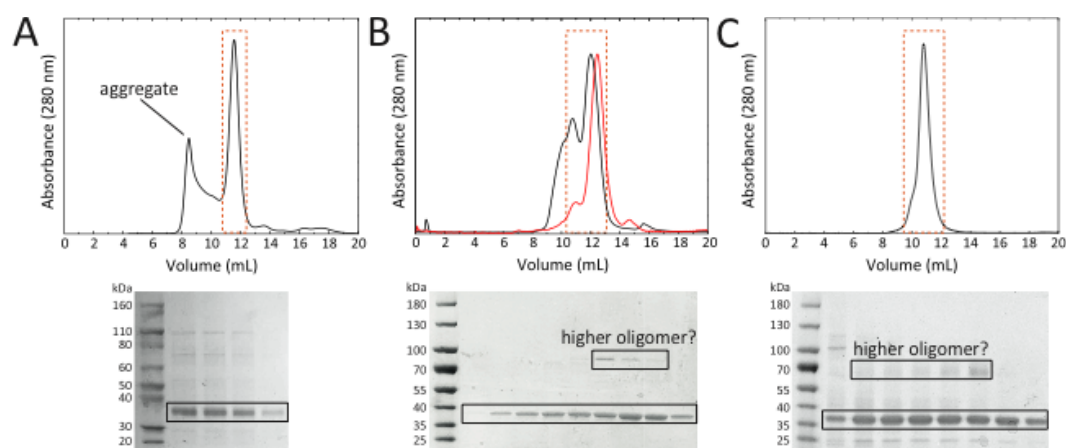 A
B
C
aggregate
Absorbance (280 nm)
0 2 4 6 8 10 12 14 16 18 20
Volume (mL)
Absorbance (280 nm)
0 2 4 6 8 10 12 14 16 18 20
Volume (mL)
Absorbance (280 nm)
0 2 4 6 8 10 12 14 16 18 20
Volume (mL)
kDa
160
110
80
60
50
40
30
20
kDa
180
130
100
70
55
40
35
25
higher oligomer?
kDa
180
130
100
70
55
40
35
25
higher oligomer?